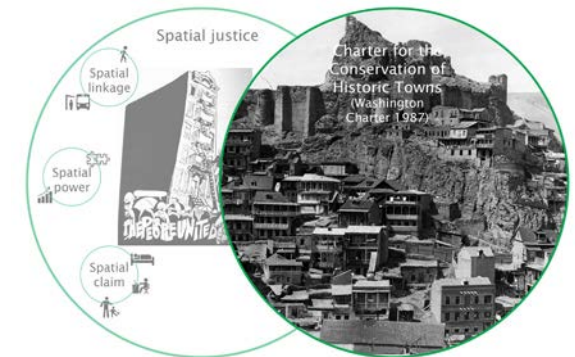 Spatial justice
Spatial
linkage
Spatial
power
Spatial
claim
Charter for the
Conservation of
Historic Towns
(Washington
Charter 1987)